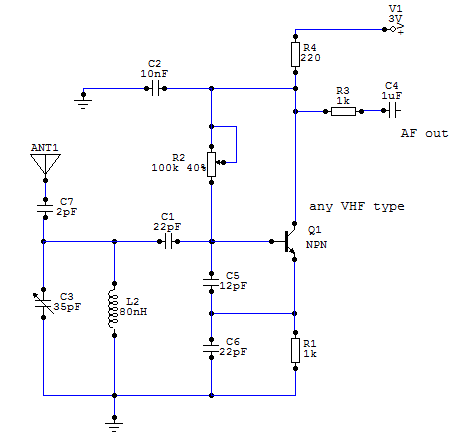 V1
3V
+
R4
220
C2
10nF
R3
1k
C4
1uF
AF out
ANT1
R2
100k 40%
C7
2pF
any VHF type
C1
22pF
Q1
NPN
C5
12pF
C3
35pF
L2
80nH
C6
22pF
R1
1k